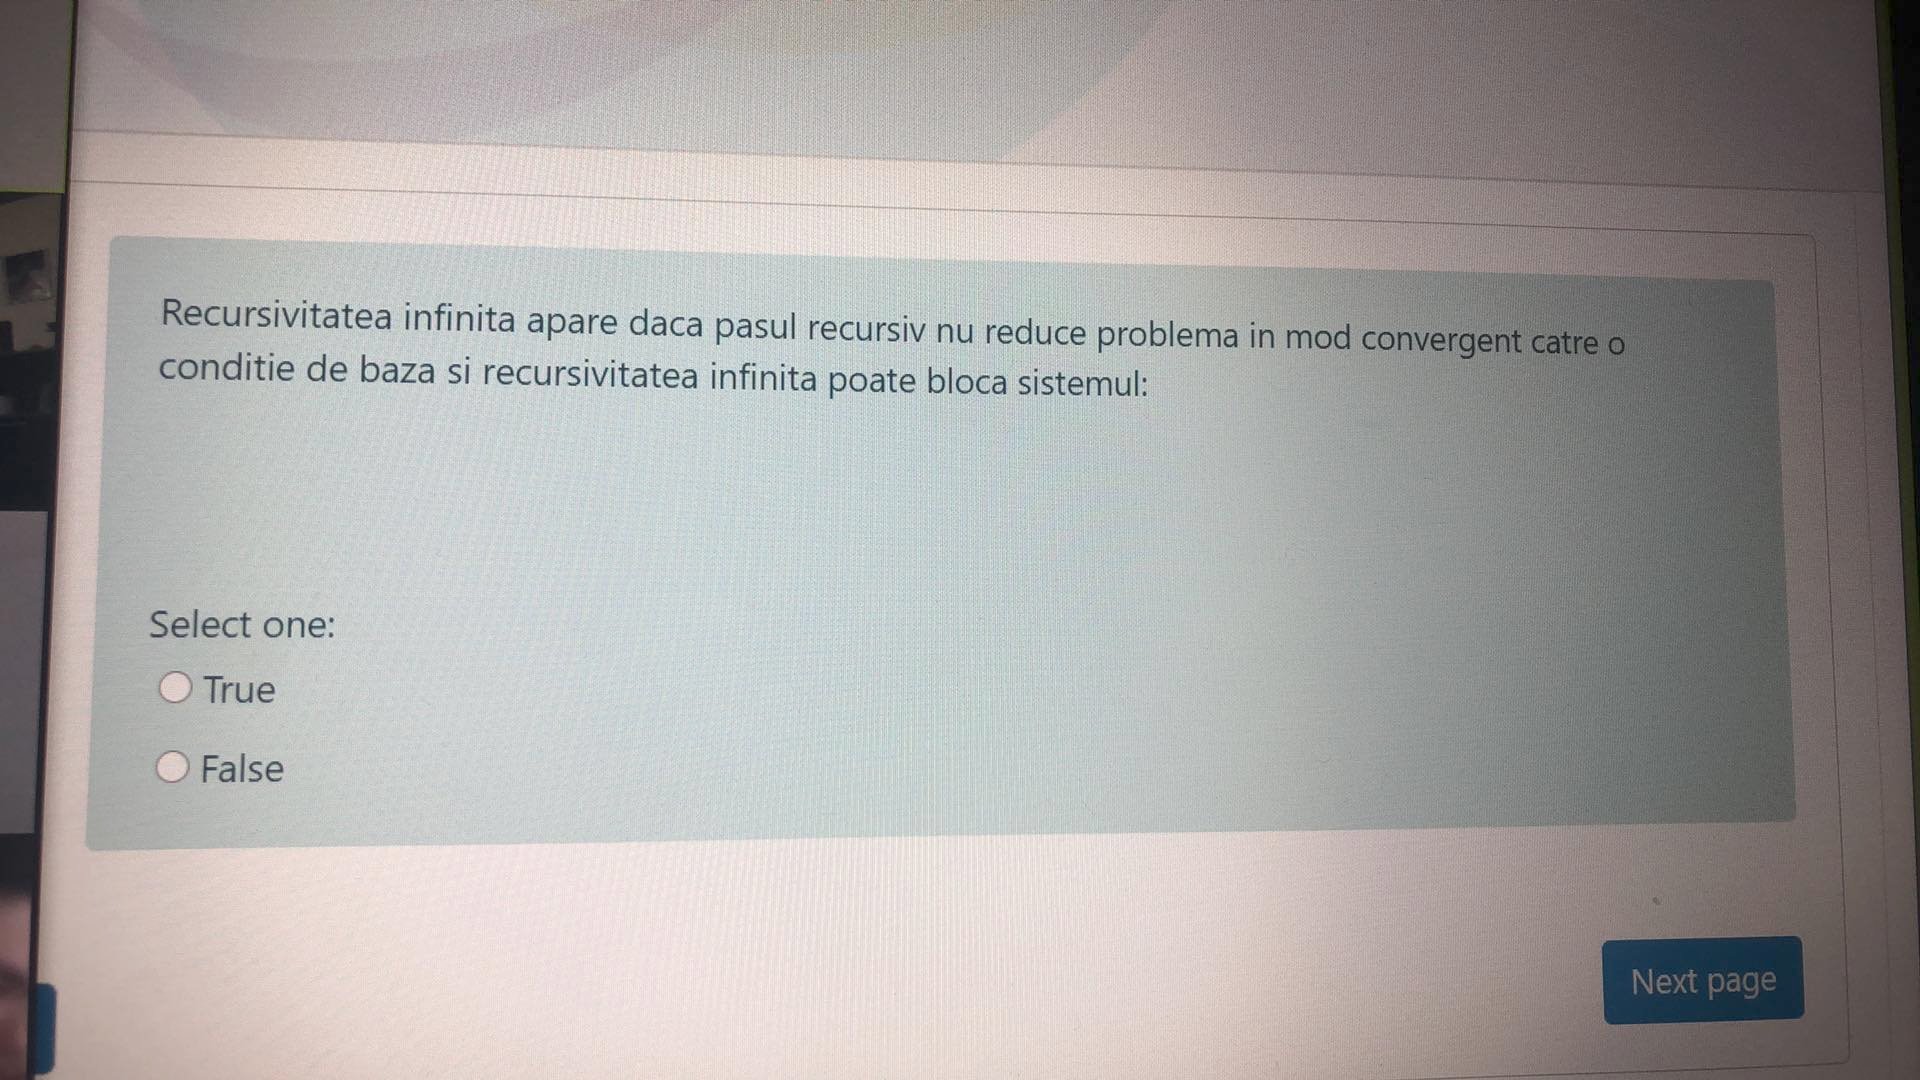 Recursivitatea infinita apare daca pasul recursiv nu reduce problema in mod convergent catre o
conditie de baza si recursivitatea infinita poate bloca sistemul:
Select one:
True
False
Next page